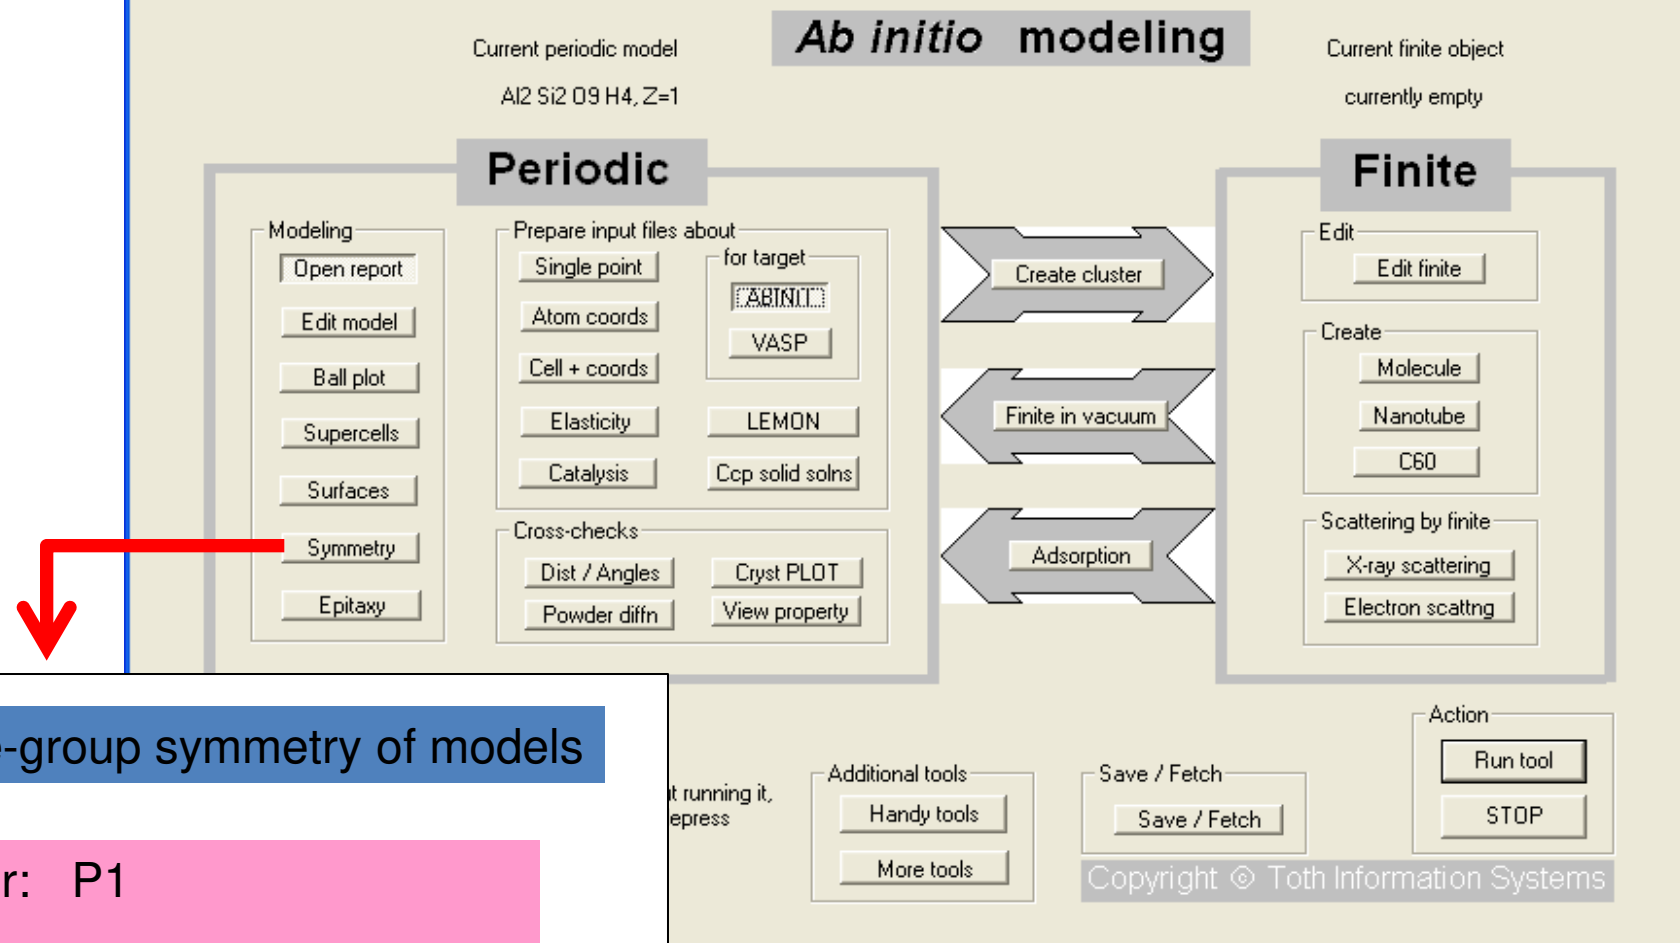 Ab initio modeling
Current periodic model
Al2 Si2 O9 H4, Z=1
Current finite object
currently empty
Periodic
Modeling
Open report
Edit model
Ball plot
Supercells
Surfaces
Symmetry
Epitaxy
Prepare input files about
Single point
Atom coords
Cell + coords
Elasticity
Catalysis
for target
ABINIT
VASP
LEMON
Ccp solid solns
Cross-checks
Dist / Angles
Powder diffn
Cryst PLOT
View property
Create cluster
Finite in vacuum
Adsorption
Finite
Edit
Edit finite
Create
Molecule
Nanotube
C60
Scattering by finite
X-ray scattering
Electron scattng
e-group symmetry of models
r: P1
t running it,
epress
Additional tools
Handy tools
More tools
Save / Fetch
Save / Fetch
Action
Run tool
STOP
Copyright © Toth Information Systems